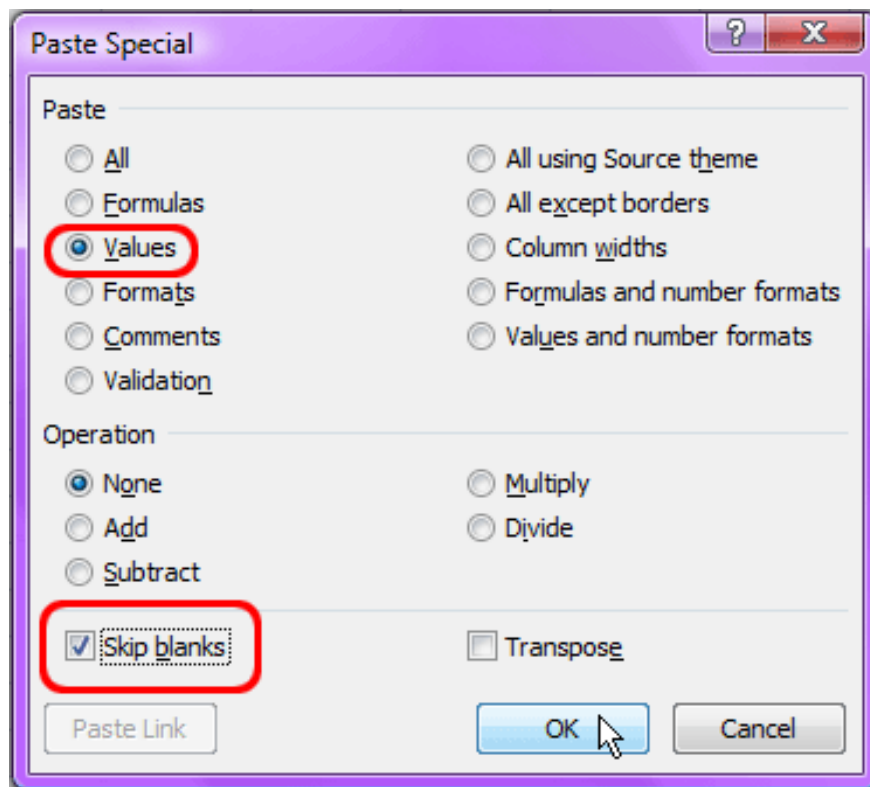 Paste Special
Paste
All
All using Source theme
Formulas
All except borders
Values
Column widths
Formats
Formulas and number formats
Comments
Values and number formats
Validation
Operation
None
Multiply
Add
Divide
Subtract
Skip blanks
Transpose
Paste Link
OK
Cancel